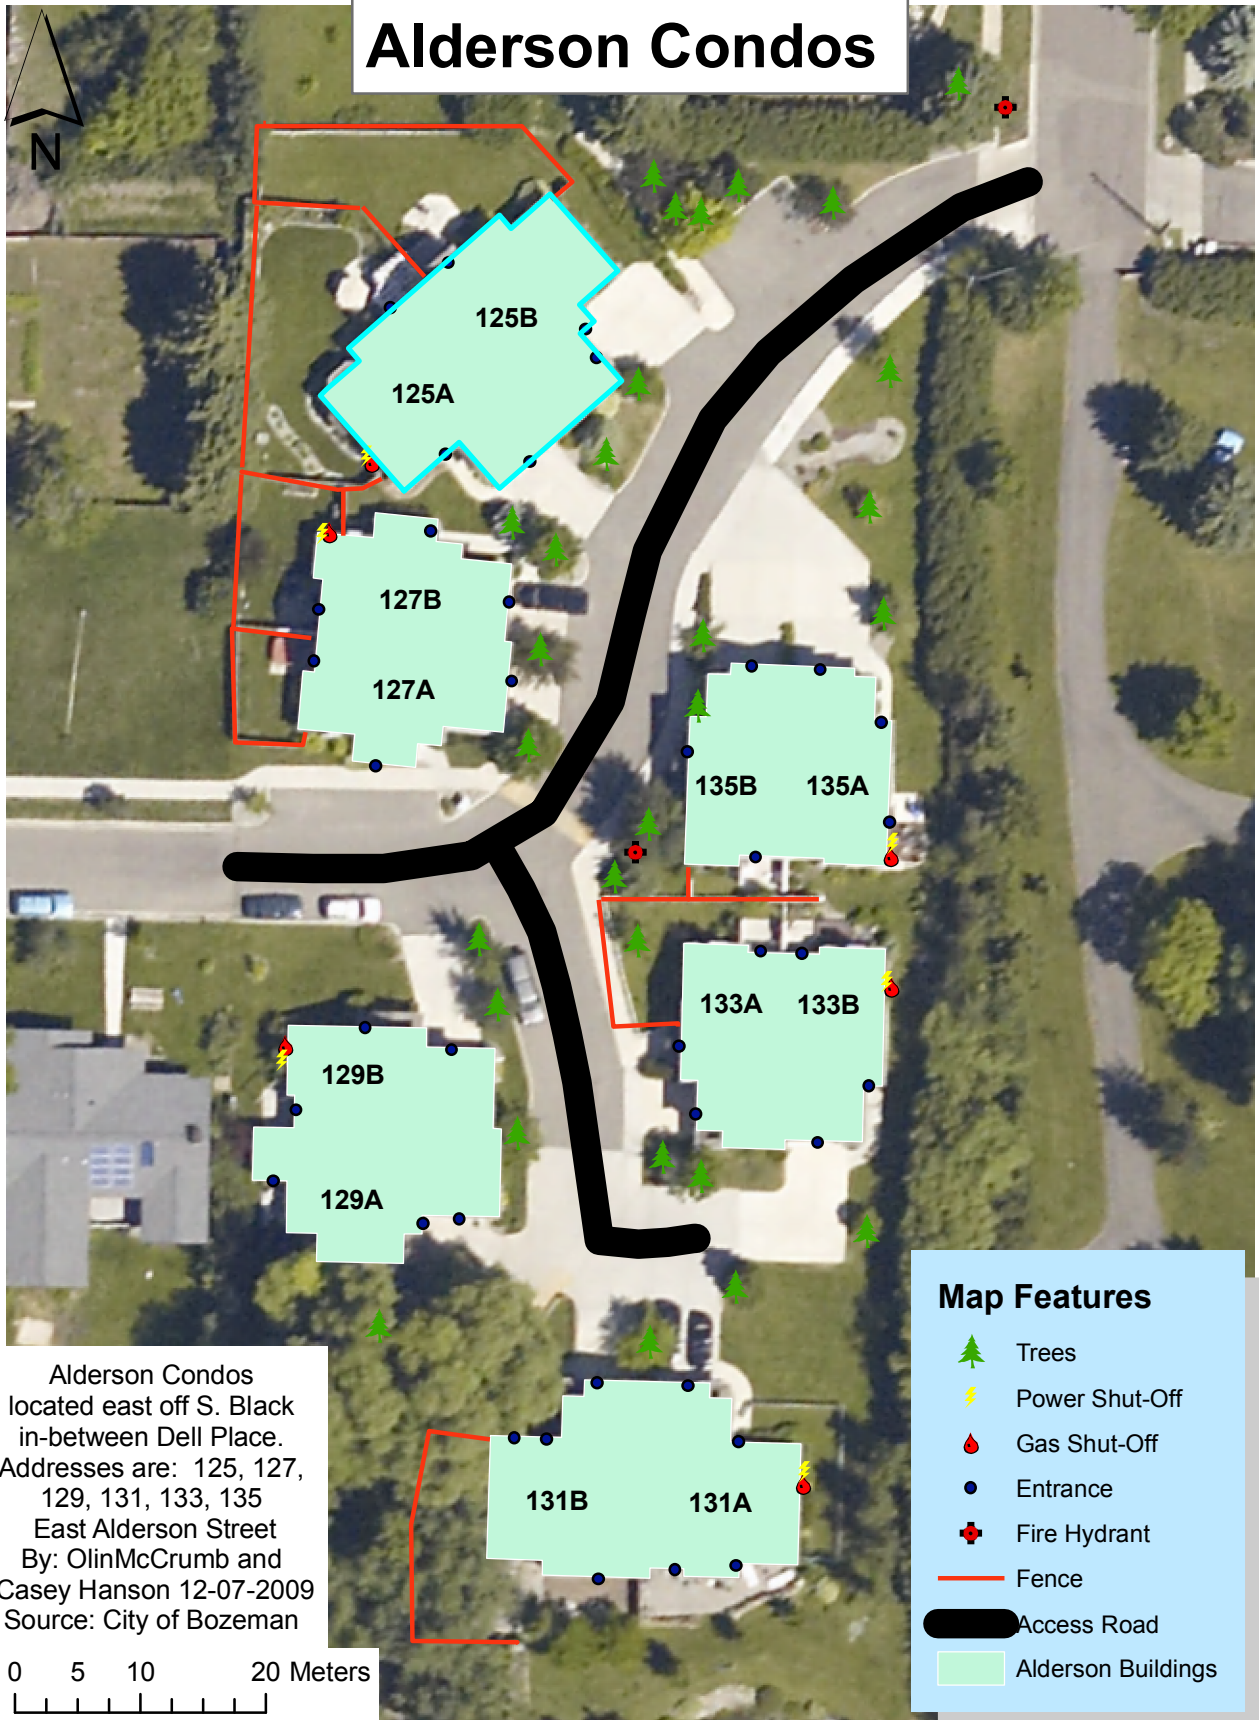 Alderson Condos
N
125B
125A
127B
127A
135B
135A
133A
133B
129B
129A
131B
131A
Map Features
Trees
Power Shut-Off
Gas Shut-Off
Entrance
Fire Hydrant
Fence
Access Road
Alderson Buildings
Alderson Condos
located east off S. Black
in-between Dell Place.
Addresses are: 125, 127,
129, 131, 133, 135
East Alderson Street
By: OlinMcCrumb and
Casey Hanson 12-07-2009
Source: City of Bozeman
0 5 10 20 Meters